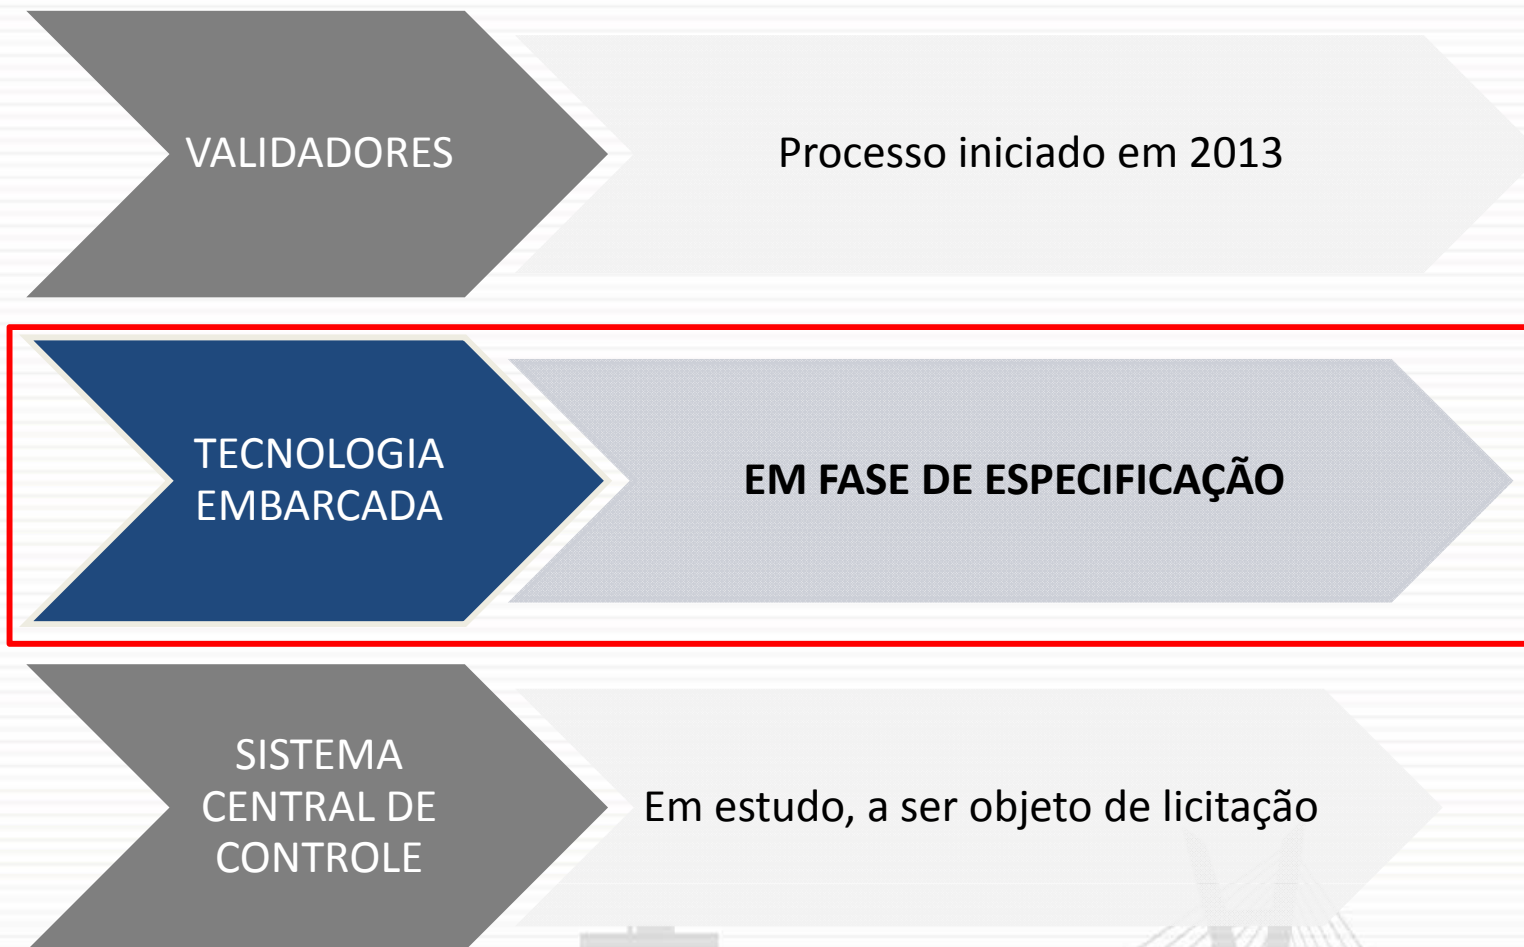 VALIDADORES
Processo iniciado em 2013
TECNOLOGIA
EMBARCADA
EM FASE DE ESPECIFICAÇÃO
SISTEMA
CENTRAL DE
CONTROLE
Em estudo, a ser objeto de licitação